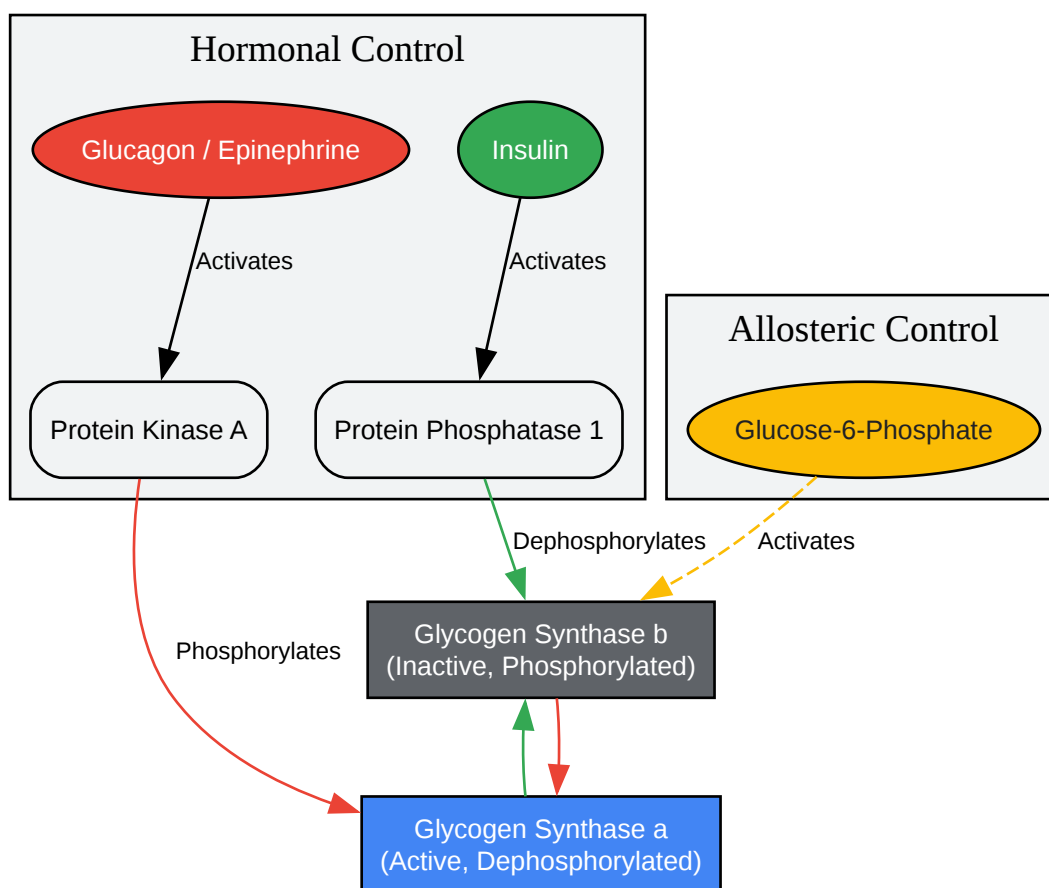 Hormonal Control
Glucagon / Epinephrine
Insulin
Activates
Activates
Allosteric Control
Protein Kinase A
Protein Phosphatase 1
Glucose-6-Phosphate
Dephosphorylates
Activates
Glycogen Synthase b
(Inactive, Phosphorylated)
Phosphorylates
Glycogen Synthase a
(Active, Dephosphorylated)